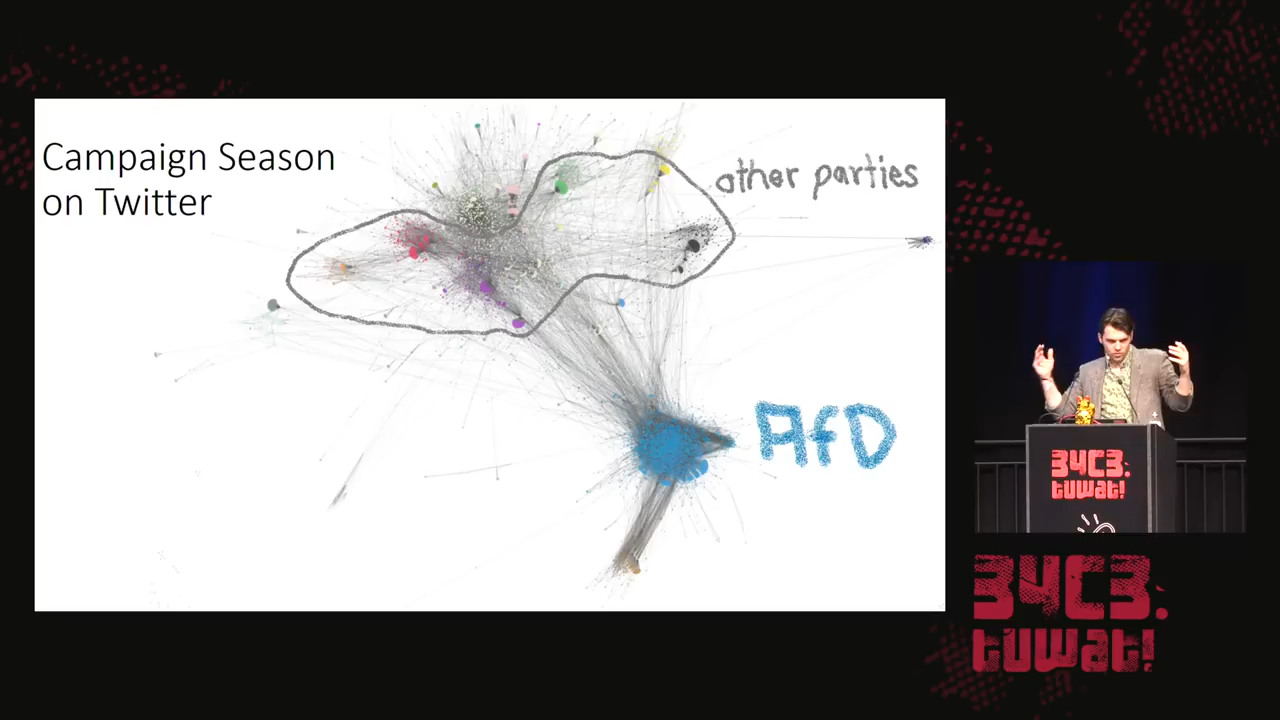 Campaign Season
on Twitter
other parties
AfD
34C3.
tuwat!
34C3.
tuwat!